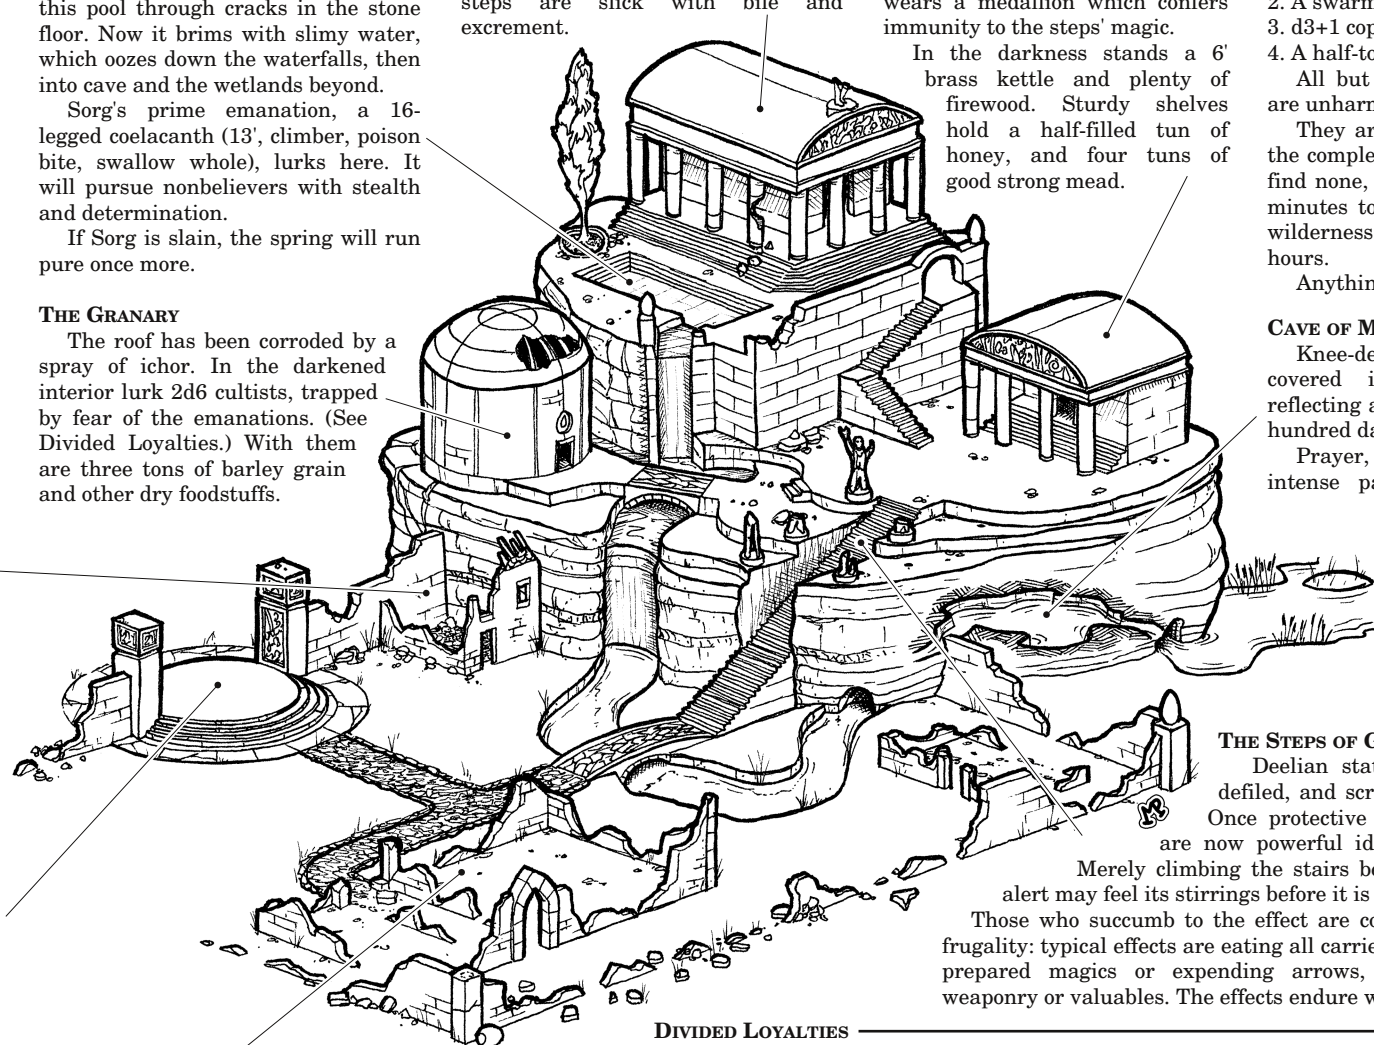 this pool through cracks in the stone
floor. Now it brims with slimy water,
which oozes down the waterfalls, then
into cave and the wetlands beyond.
Sorg's prime emanation, a 16-
legged coelacanth (13', climber, poison
bite, swallow whole), lurks here. It
will pursue nonbelievers with stealth
and determination.
If Sorg is slain, the spring will run
pure once more.
THE GRANARY
The roof has been corroded by a
spray of ichor. In the darkened
interior lurk 2d6 cultists, trapped
by fear of the emanations. (See
Divided Loyalties.) With them
are three tons of barley grain
and other dry foodstuffs.
steps are slick with bile and
excrement.
wears a medallion which confers
immunity to the steps' magic.
In the darkness stands a 6'
brass kettle and plenty of
firewood. Sturdy shelves
hold a half-filled tun of
honey, and four tuns of
good strong mead.
2. A swarm
3. d3+1 cop
4. A half-to
All but
are unharm
They ar
the comple
find none,
minutes to
wilderness
hours.
Anythin
CAVE OF M
Knee-de
covered i
reflecting a
hundred da
Prayer,
intense pa
THE STEPS OF G
Deelian stat
defiled, and scr
Once protective
are now powerful id
Merely climbing the stairs be
alert may feel its stirrings before it is
Those who succumb to the effect are co
frugality: typical effects are eating all carrie
prepared magics or expending arrows,
weaponry or valuables. The effects endure w
DIVIDED LOYALTIES